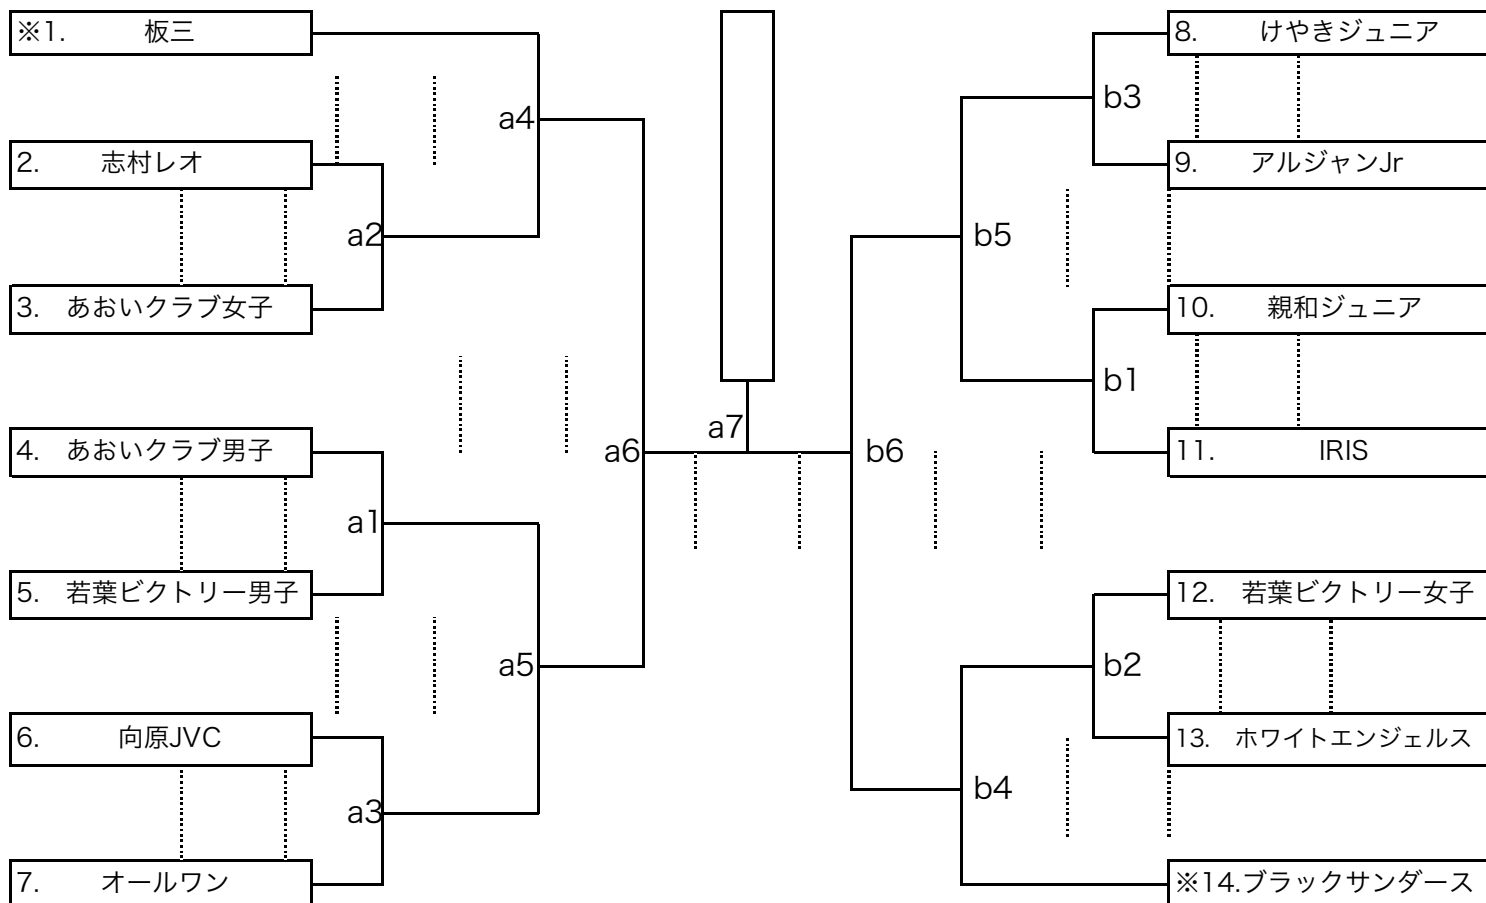 ※1. 板三
2. 志村レオ
3. あおいクラブ女子
4. あおいクラブ男子
5. 若葉ビクトリー男子
6. 向原JVC
7. オールワン
a4
a2
a1
a5
a3
a6
a7
b6
b5
b4
b3
b1
b2
8. けやきジュニア
9. アルジャンJr
10. 親和ジュニア
11. IRIS
12. 若葉ビクトリー女子
13. ホワイトエンジェルス
※14.ブラックサンダース